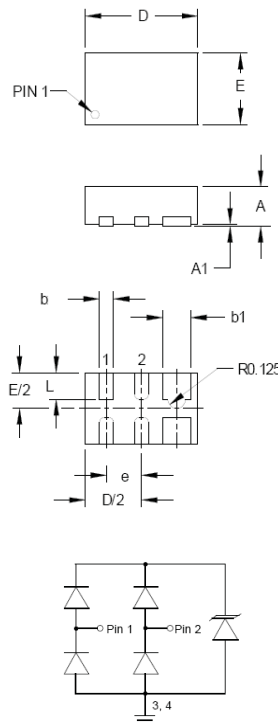 D
E
PIN 1
A
A1
b
b1
1 2
R0.125
E/2
L
e
D/2
Pin 1
Pin 2
3, 4